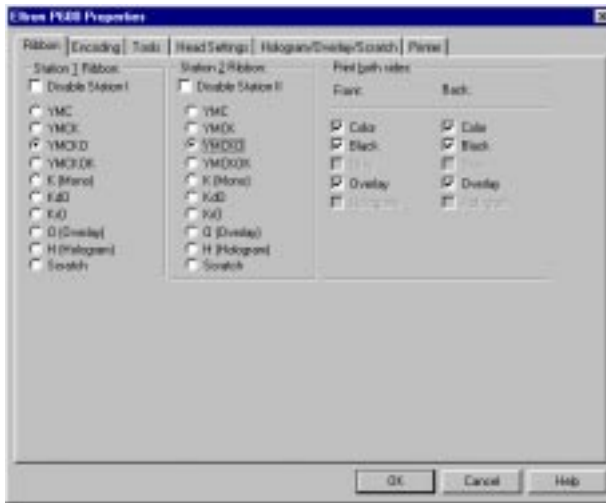 Eltron P600 Properties
Ribbon Encoding Tools Head Settings Hologram/Overlay/Scratch Printer
Station 1 Ribbon:
Disable Station I
YMC
YMCK
YMCKO
YMCKOK
K (Mono)
KdO
KrO
O (Overlay)
H (Hologram)
Scratch
Station 2 Ribbon:
Disable Station II
YMC
YMCK
YMCKO
YMCKOK
K (Mono)
KdO
KrO
O (Overlay)
H (Hologram)
Scratch
Print both sides
Front: Back:
Color Color
Black Black
Overlay Overlay
OK Cancel Help